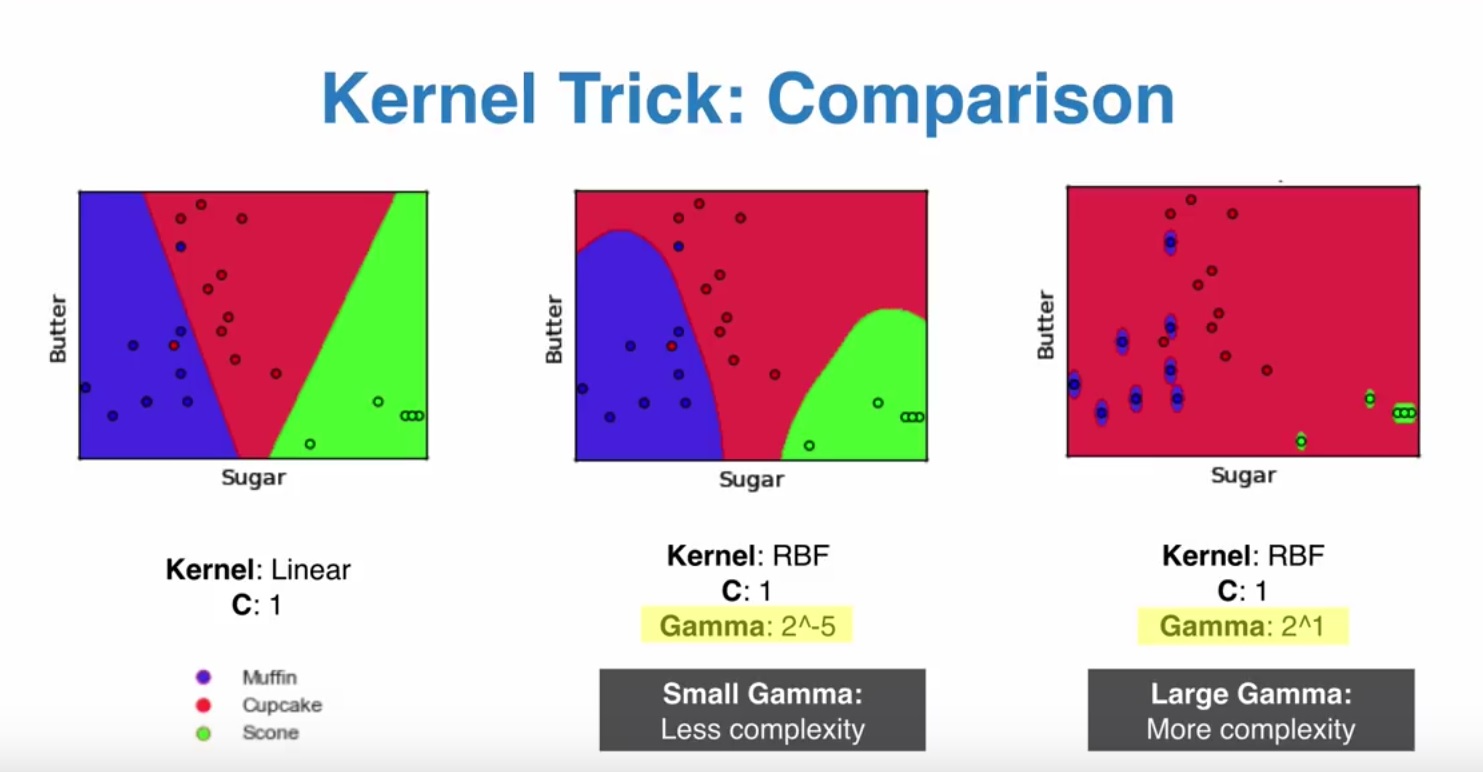 Kernel Trick: Comparison
Butter
Sugar
Butter
Sugar
Butter
Sugar
Kernel: Linear
C: 1
Kernel: RBF
C: 1
Gamma: 2^-5
Kernel: RBF
C: 1
Gamma: 2^1
Muffin
Cupcake
Scone
Small Gamma:
Less complexity
Large Gamma:
More complexity